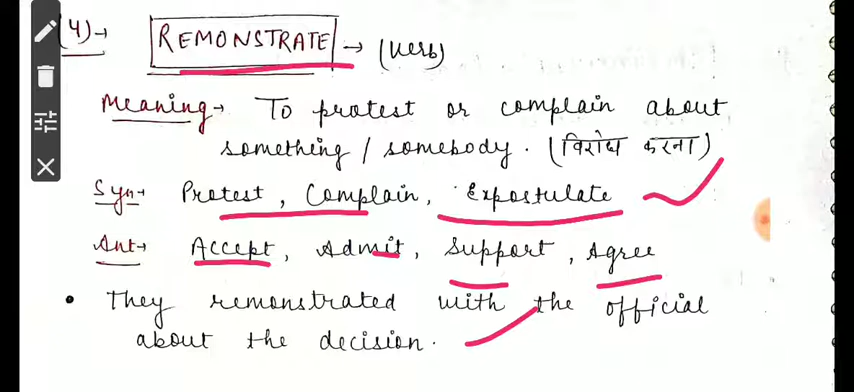 (4)→ REMONSTRATE → (Verb)
Meaning→ To protest or complain about
something / somebody. (विरोध करना)
Syn→ Protest, Complain, Expostulate
Ant→ Accept, Admit, Support, Agree
• They remonstrated with the official
about the decision.